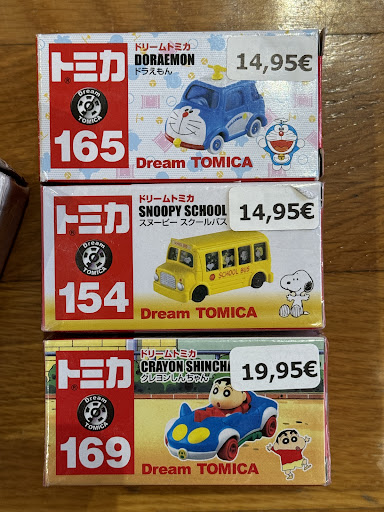 トミカ
Dream
TOMICA
165
ドリームトミカ
DORAEMON
ドラえもん
14,95€
Dream TOMICA
トミカ
Dream
TOMICA
154
ドリームトミカ
SNOOPY SCHOOL
スヌーピー スクールバス
14,95€
SCHOOL BUS
Dream TOMICA
トミカ
Dream
TOMICA
169
ドリームトミカ
CRAYON SHINCHA
クレヨンしんちゃん
19,95€
Dream TOMICA